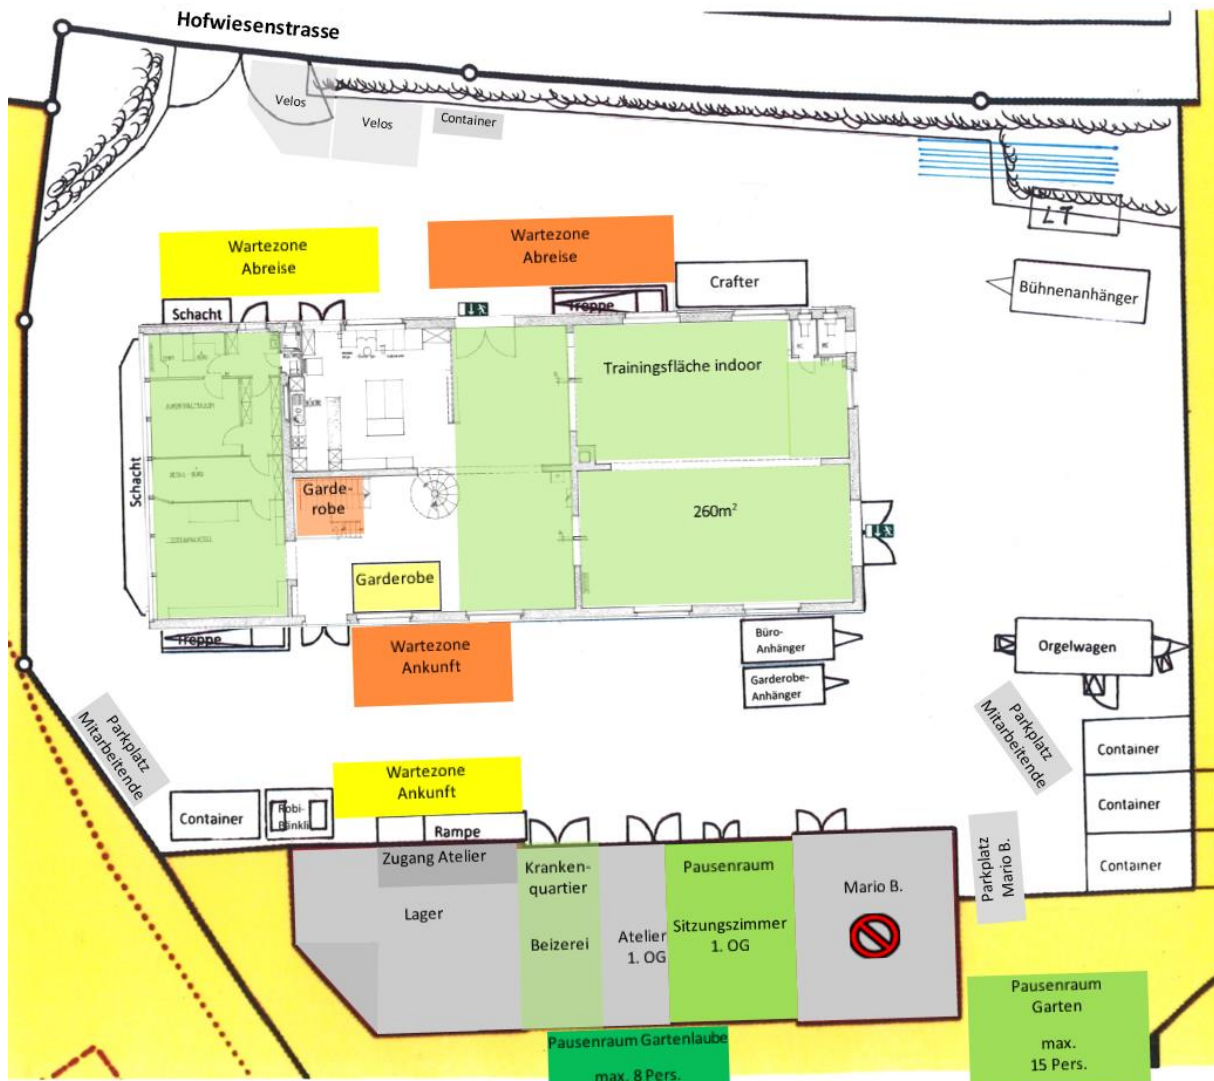 Hofwiesenstrasse
Velos
Velos
Container
LT
Wartezone
Abreise
Wartezone
Abreise
Crafter
Bühnenanhänger
Schacht
Treppe
Trainingsfläche indoor
Schacht
Garde-
robe
260m²
Garderobe
Treppe
Wartezone
Ankunft
Büro-
Anhänger
Garderobe-
Anhänger
Orgelwagen
Parkplatz
Mitarbeitende
Parkplatz
Mitarbeitende
Container
Container
Container
Wartezone
Ankunft
Container
Robi-
Bänkli
Rampe
Zugang Atelier
Lager
Kranken-
quartier
Beizerei
Atelier
1. OG
Pausenraum
Sitzungszimmer
1. OG
Mario B.
Parkplatz
Mario B.
Pausenraum
Garten
max.
15 Pers.
Pausenraum Gartenlaube
max. 8 Pers.